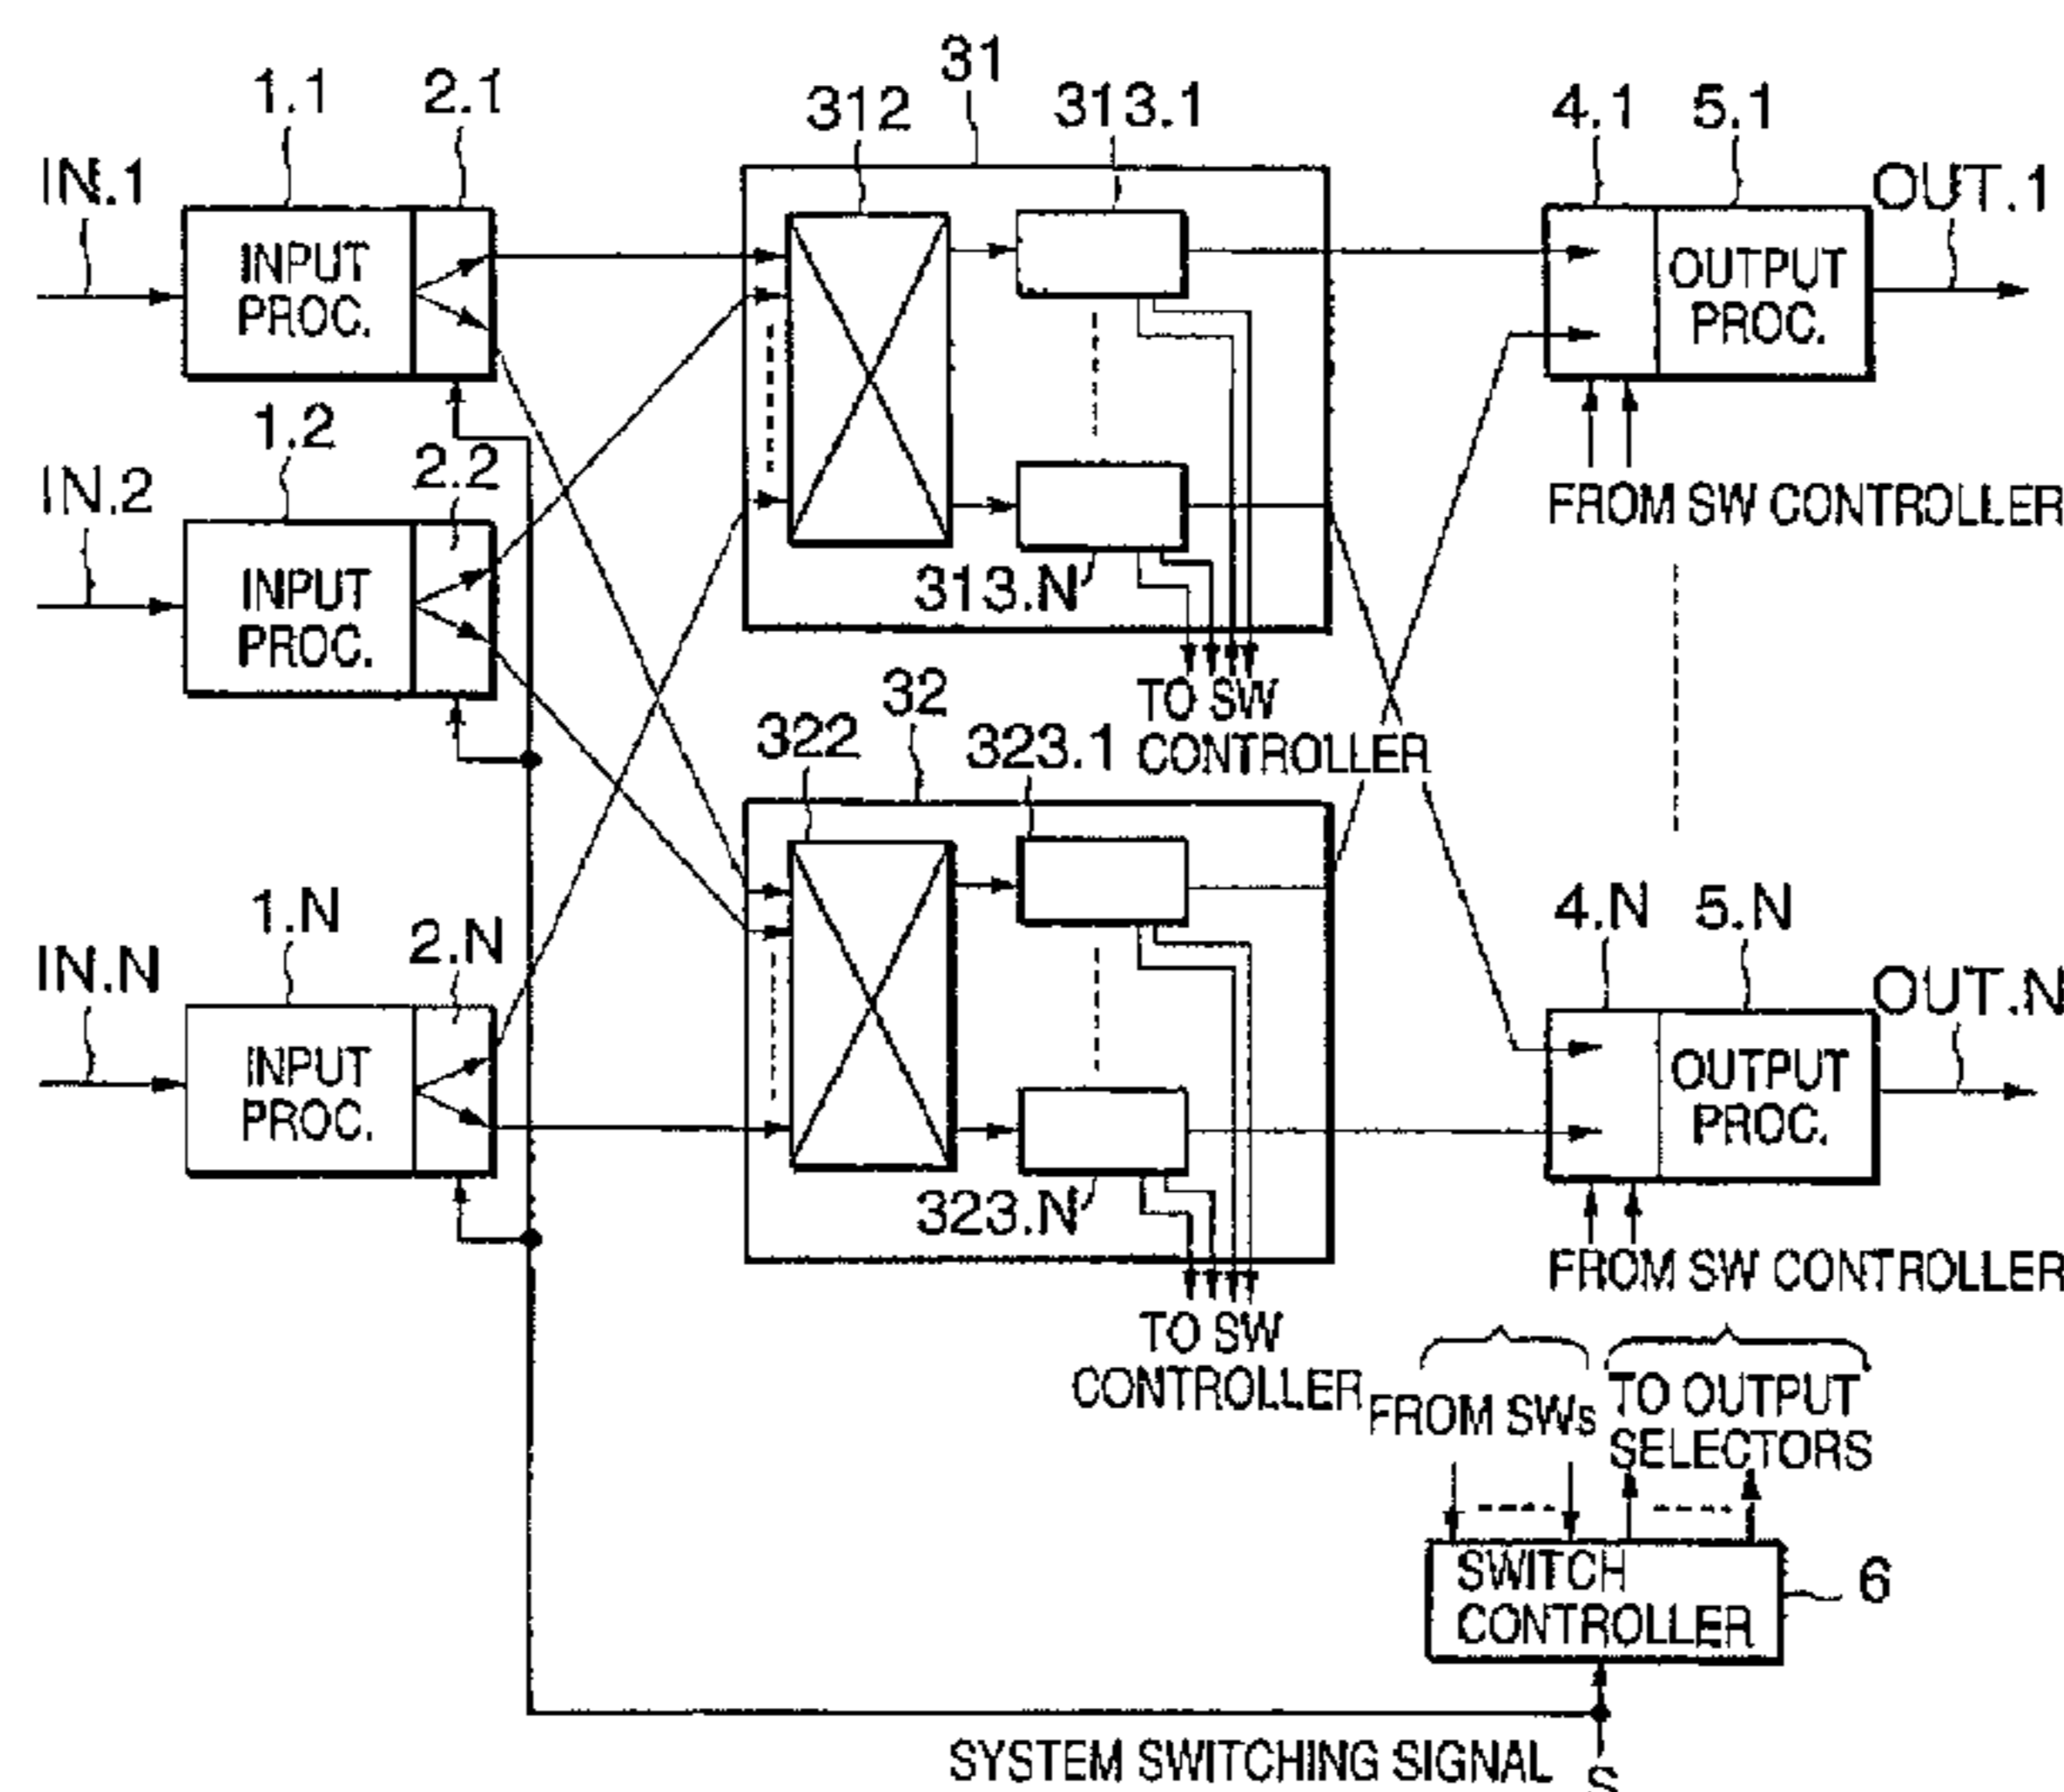 31
1.1
2.1
312
313.1
4.1
5.1
IN.1
OUT.1
INPUT
PROC.
OUTPUT
PROC.
1.2
2.2
IN.2
FROM SW CONTROLLER
INPUT
PROC.
313.N
TO SW
CONTROLLER
32
322
323.1
1.N
2.N
4.N
5.N
IN.N
OUT.N
INPUT
PROC.
OUTPUT
PROC.
323.N
FROM SW CONTROLLER
TO SW
CONTROLLER
FROM SWs
TO OUTPUT
SELECTORS
SWITCH
CONTROLLER
6
SYSTEM SWITCHING SIGNAL
S